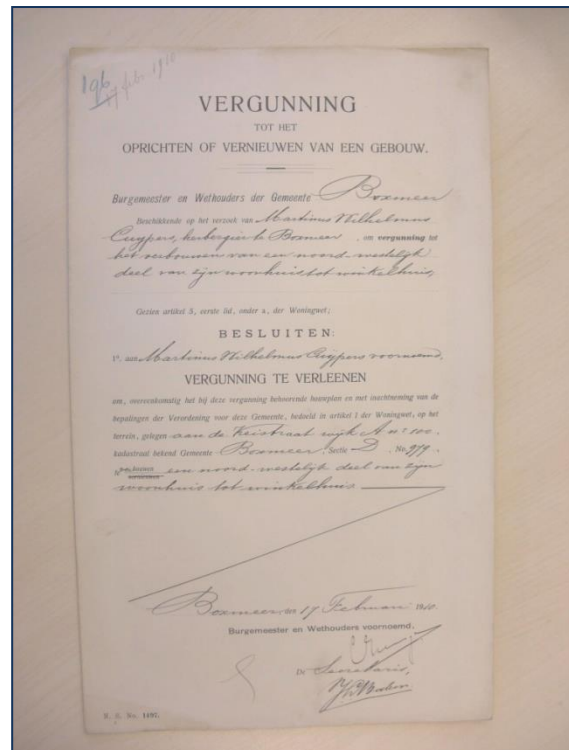 196
17 feb. 1910
VERGUNNING
TOT HET
OPRICHTEN OF VERNIEUWEN VAN EEN GEBOUW.
Burgemeester en Wethouders der Gemeente Boxmeer
Beschikkende op het verzoek van Martinus Wilhelmus
Cuypers, herbergier te Boxmeer, om vergunning tot
het verbouwen van een noord-westelijk
deel van zijn woonhuis tot winkelhuis,
Gezien artikel 5, eerste lid, onder a, der Woningwet;
BESLUITEN:
1°. aan Martinus Wilhelmus Cuypers voornoemd,
VERGUNNING TE VERLEENEN
om, overeenkomstig het bij deze vergunning behoorende bouwplan en met inachtneming van de
bepalingen der Verordening voor deze Gemeente, bedoeld in artikel 1 der Woningwet, op het
terrein, gelegen aan de Keistraat wijk A n° 100.
kadastraal bekend Gemeente Boxmeer, Sectie D, No. 979,
een noord-westelijk deel van zijn
woonhuis tot winkelhuis
Boxmeer, 17 Februari 1910.
Burgemeester en Wethouders voornoemd,
De Secretaris,
No. 1497.